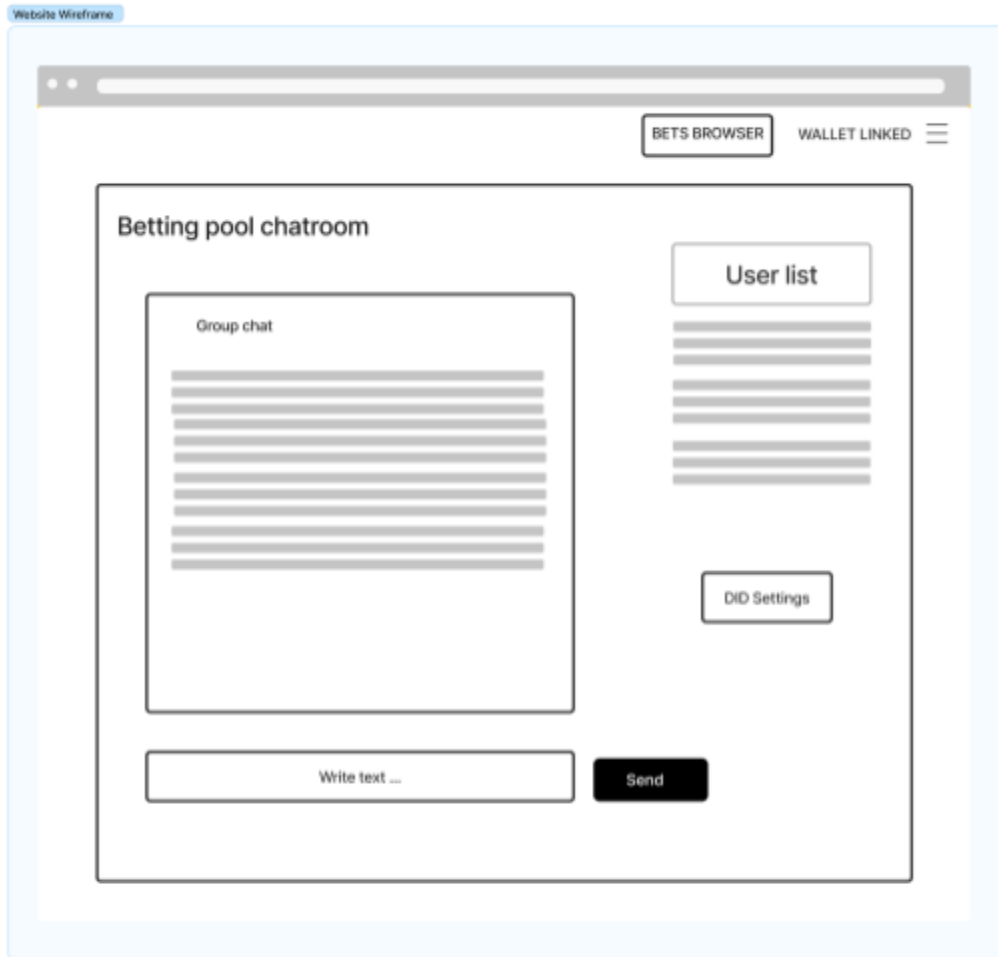 Website Wireframe
BETS BROWSER
WALLET LINKED
Betting pool chatroom
User list
Group chat
DID Settings
Write text ...
Send